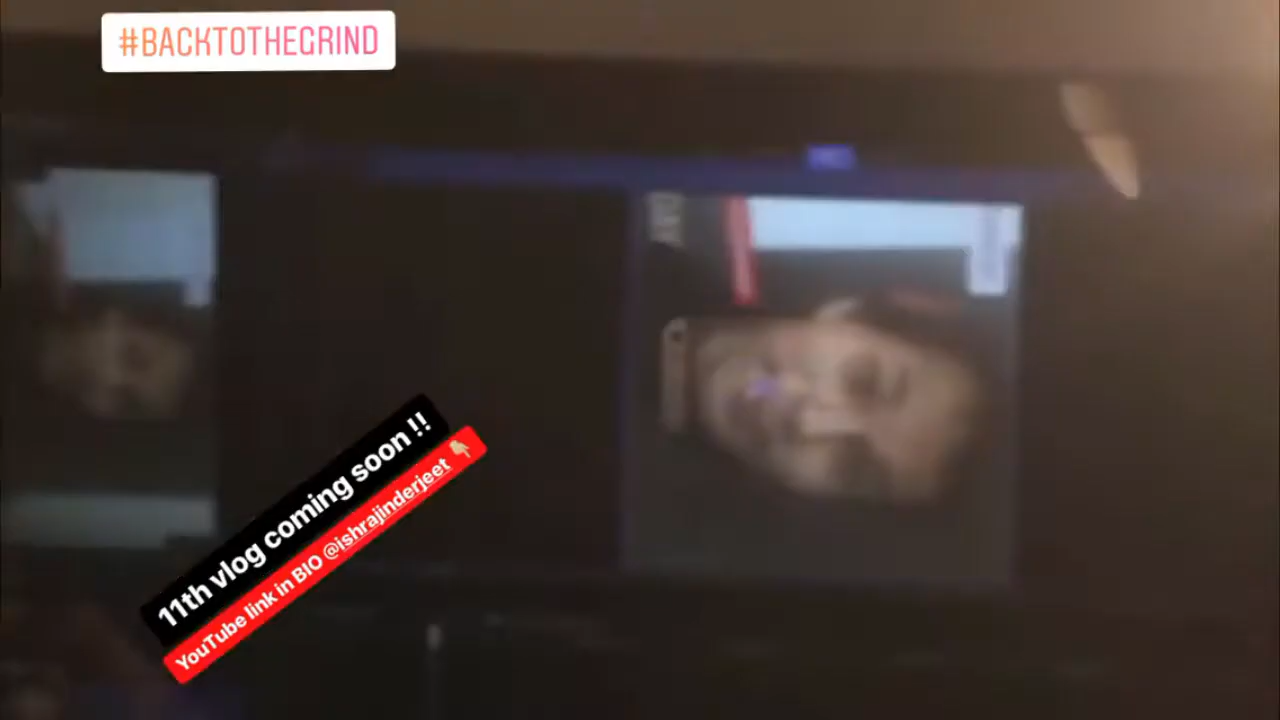 #BACKTOTHEGRIND
11th vlog coming soon !!
YouTube link in BIO @ishrajinderjeet 👇🏽